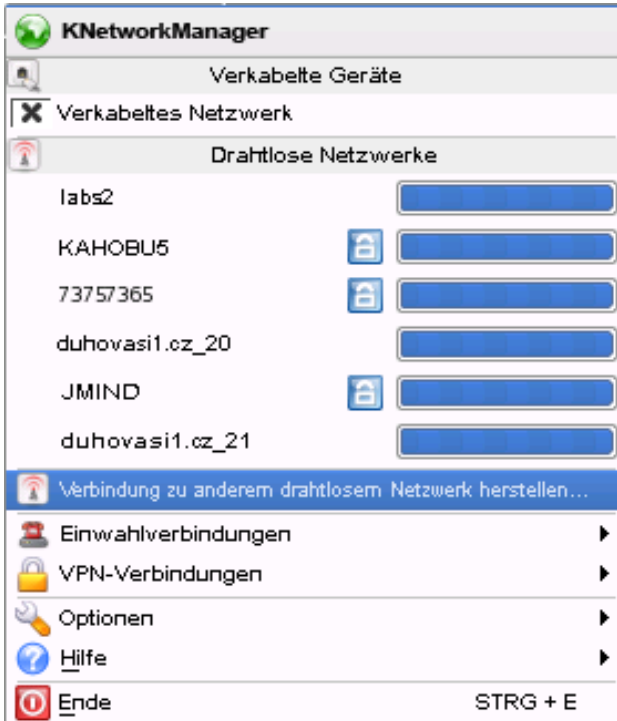 KNetworkManager
Verkabelte Geräte
Verkabeltes Netzwerk
Drahtlose Netzwerke
labs2
KAHOBU5
73757365
duhovasi1.cz_20
JMIND
duhovasi1.cz_21
Verbindung zu anderem drahtlosem Netzwerk herstellen...
Einwahlverbindungen
VPN-Verbindungen
Optionen
Hilfe
Ende STRG + E